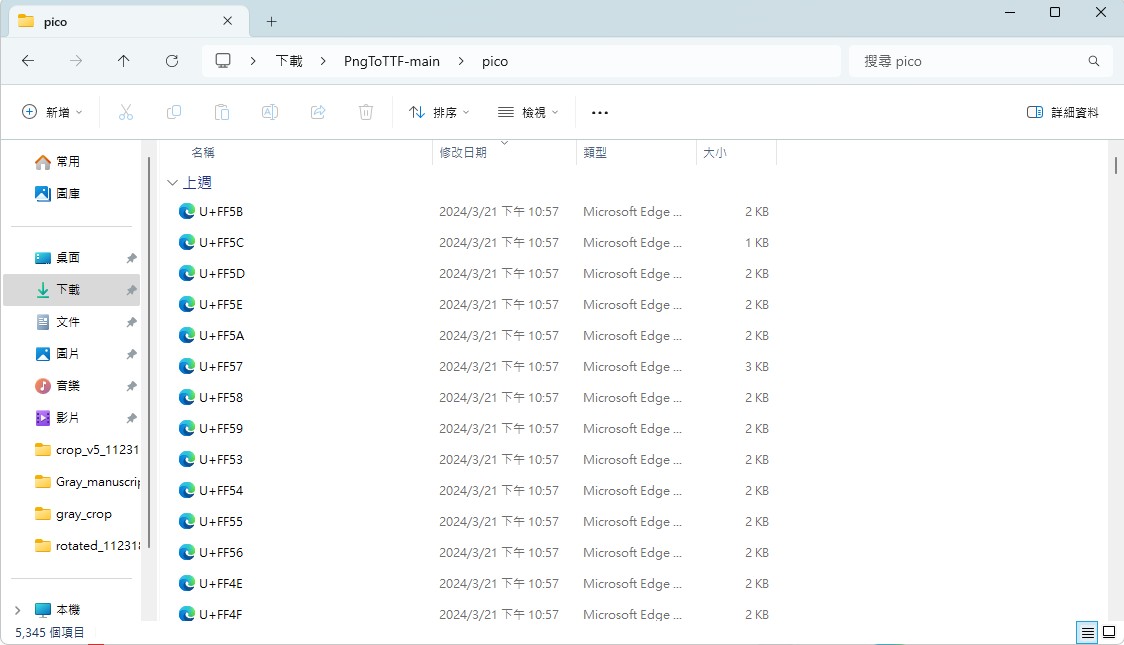 pico
下載 PngToTTF-main pico
搜尋 pico
新增 排序 檢視 詳細資料
常用
圖庫
桌面
下載
文件
圖片
音樂
影片
crop_v5_11231
Gray_manuscrip
gray_crop
rotated_11231
本機
名稱 修改日期 類型 大小
上週
U+FF5B 2024/3/21 下午 10:57 Microsoft Edge ... 2 KB
U+FF5C 2024/3/21 下午 10:57 Microsoft Edge ... 1 KB
U+FF5D 2024/3/21 下午 10:57 Microsoft Edge ... 2 KB
U+FF5E 2024/3/21 下午 10:57 Microsoft Edge ... 2 KB
U+FF5A 2024/3/21 下午 10:57 Microsoft Edge ... 2 KB
U+FF57 2024/3/21 下午 10:57 Microsoft Edge ... 3 KB
U+FF58 2024/3/21 下午 10:57 Microsoft Edge ... 2 KB
U+FF59 2024/3/21 下午 10:57 Microsoft Edge ... 2 KB
U+FF53 2024/3/21 下午 10:57 Microsoft Edge ... 2 KB
U+FF54 2024/3/21 下午 10:57 Microsoft Edge ... 2 KB
U+FF55 2024/3/21 下午 10:57 Microsoft Edge ... 2 KB
U+FF56 2024/3/21 下午 10:57 Microsoft Edge ... 2 KB
U+FF4E 2024/3/21 下午 10:57 Microsoft Edge ... 2 KB
U+FF4F 2024/3/21 下午 10:57 Microsoft Edge ... 2 KB
5,345 個項目